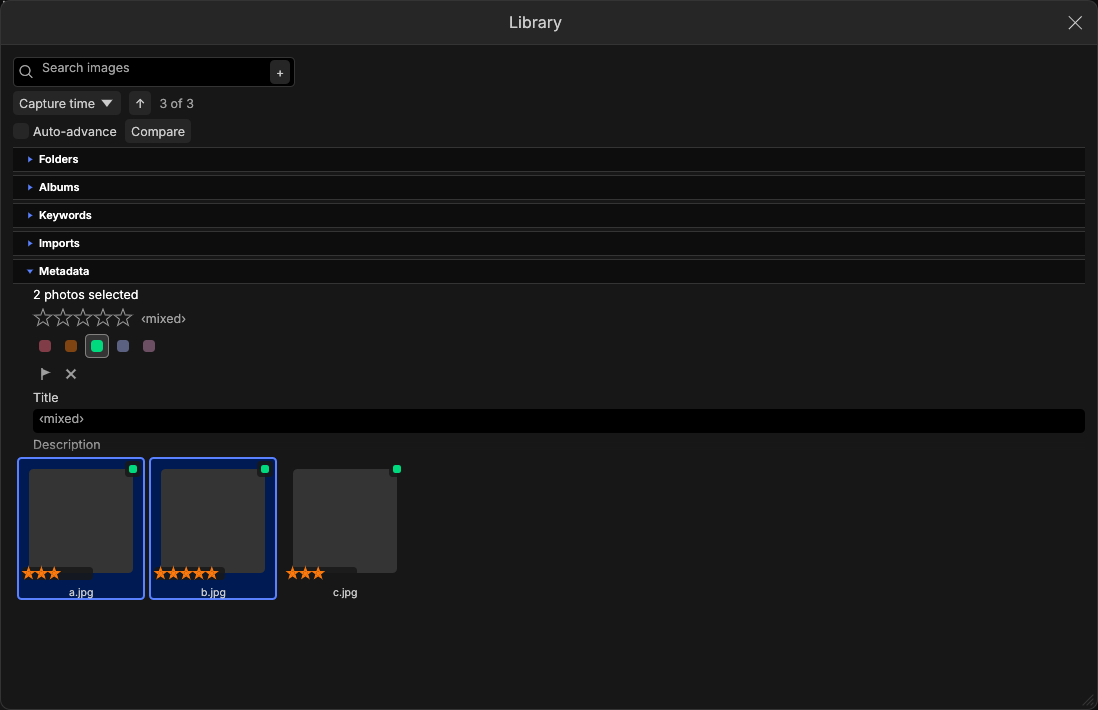 Library
Search images
+
Capture time 3 of 3
Auto-advance Compare
Folders
Albums
Keywords
Imports
Metadata
2 photos selected
‹mixed›
Title
‹mixed›
Description
a.jpg b.jpg c.jpg